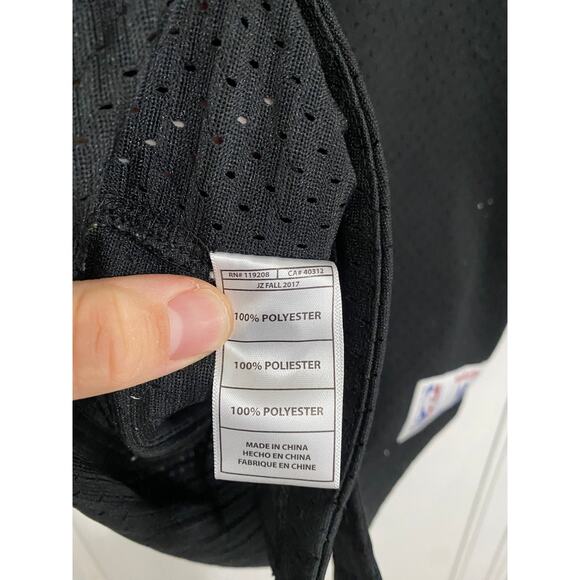 RN# 119208 CA# 40312
JZ FALL 2017
100% POLYESTER
100% POLIESTER
100% POLYESTER
MADE IN CHINA
HECHO EN CHINA
FABRIQUE EN CHINE